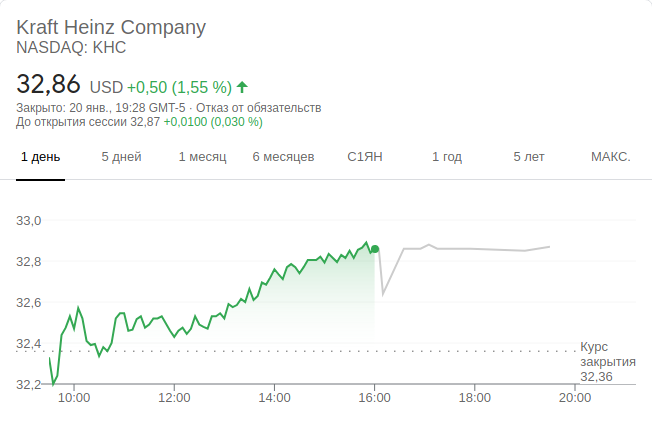 Kraft Heinz Company
NASDAQ: KHC
32,86 USD +0,50 (1,55 %)
Закрыто: 20 янв., 19:28 GMT-5 · Отказ от обязательств
До открытия сессии 32,87 +0,0100 (0,030 %)
1 день 5 дней 1 месяц 6 месяцев С1ЯН 1 год 5 лет МАКС.
33,0
32,8
32,6
32,4
32,2
Курс
закрытия
32,36
10:00 12:00 14:00 16:00 18:00 20:00